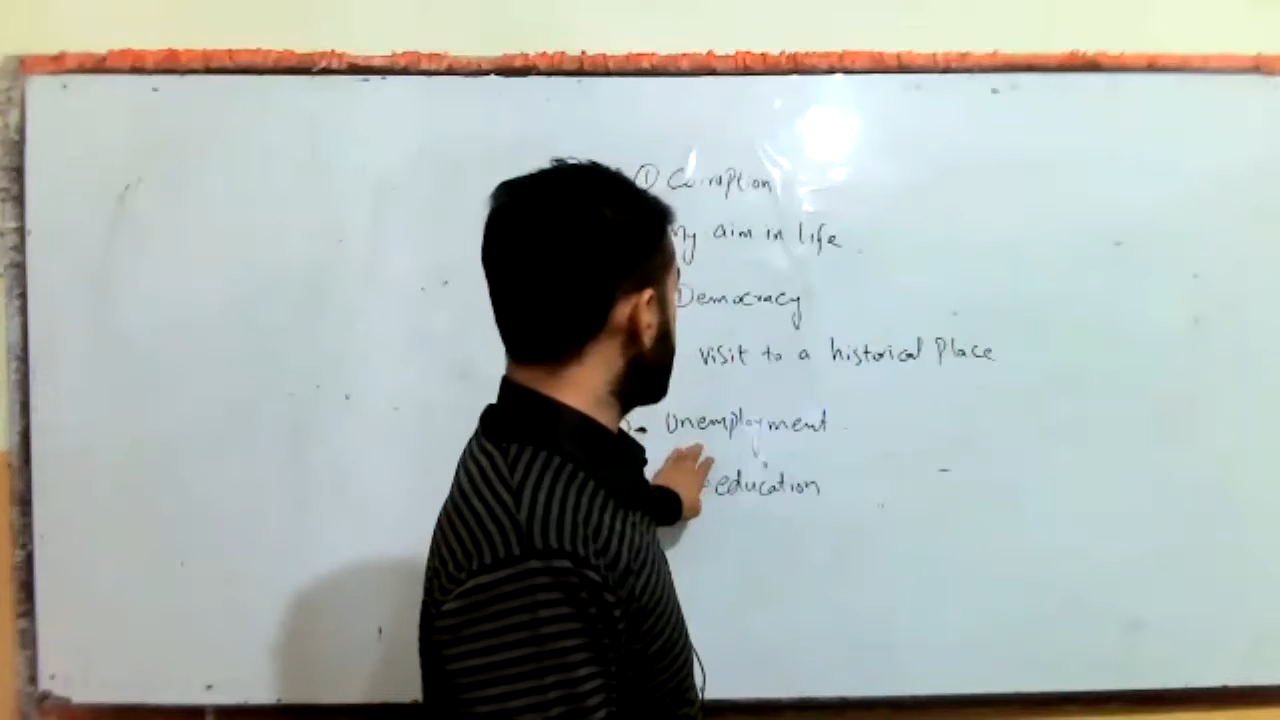 ① Corruption
My aim in life
Democracy
visit to a historical Place
Unemployment
education